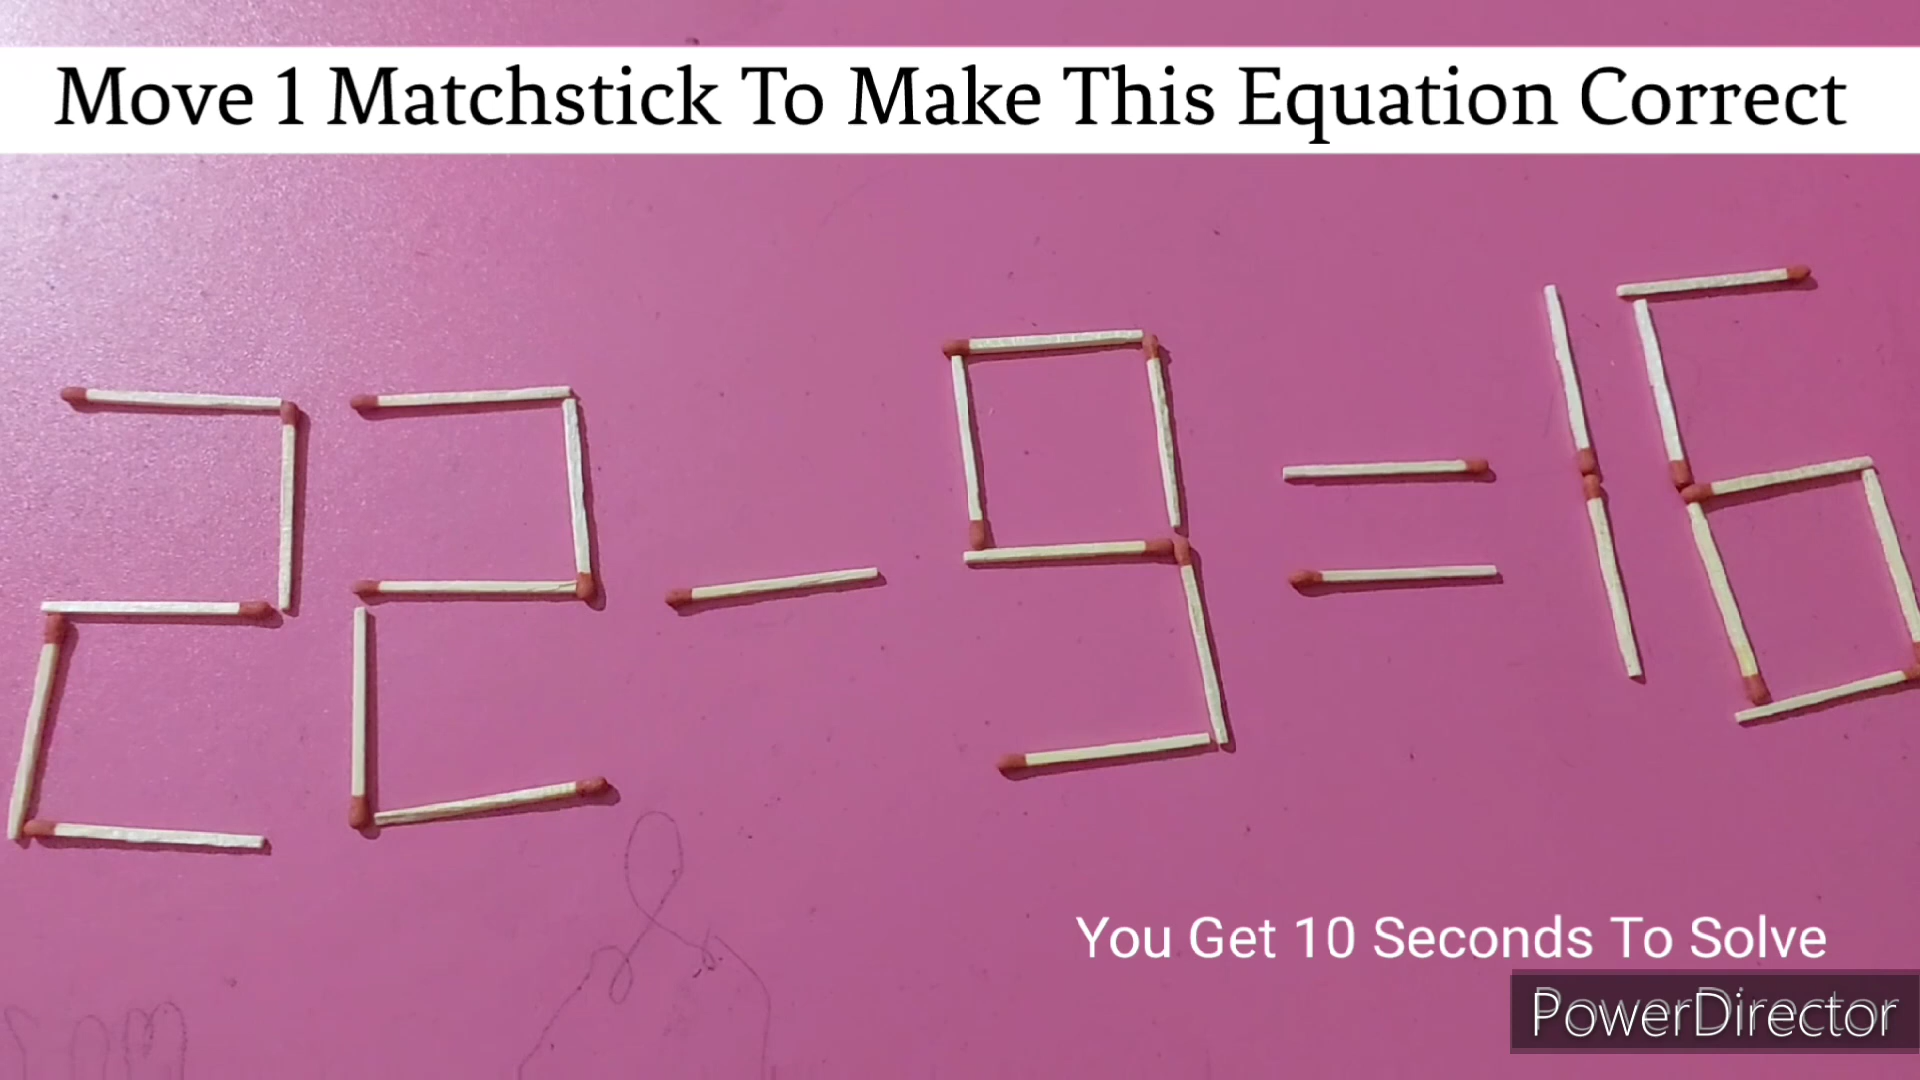 Move 1 Matchstick To Make This Equation Correct
22-9=16
You Get 10 Seconds To Solve
PowerDirector